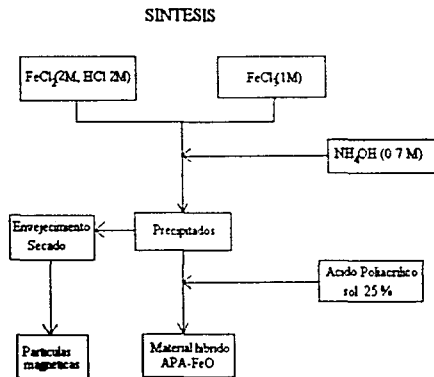 SINTESIS
FeCl₂(2M, HCl 2M)
FeCl₃(1M)
NH₄OH (0.7 M)
Envejecimiento
Secado
Precipitados
Acido Poliacrilico
sol 25 %
Particulas
magneticas
Material hibrido
APA-FeO